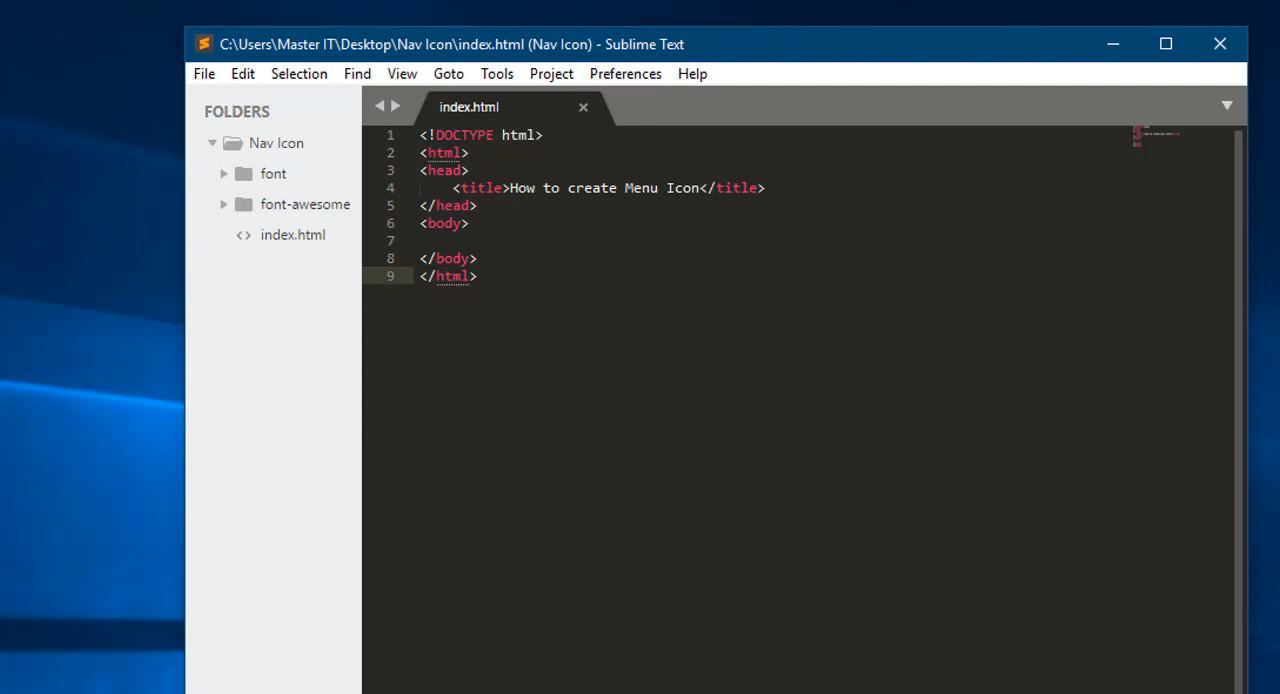 C:\Users\Master IT\Desktop\Nav Icon\index.html (Nav Icon) - Sublime Text
File Edit Selection Find View Goto Tools Project Preferences Help
FOLDERS
Nav Icon
font
font-awesome
index.html
index.html
1 <!DOCTYPE html>
2 <html>
3 <head>
4 <title>How to create Menu Icon</title>
5 </head>
6 <body>
7
8 </body>
9 </html>